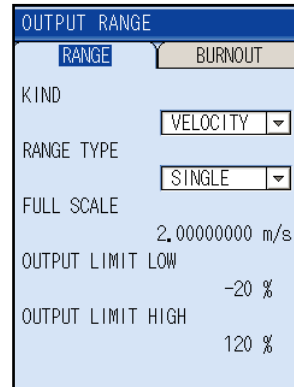 OUTPUT RANGE
RANGE BURNOUT
KIND
VELOCITY
RANGE TYPE
SINGLE
FULL SCALE
2.00000000 m/s
OUTPUT LIMIT LOW
-20 %
OUTPUT LIMIT HIGH
120 %